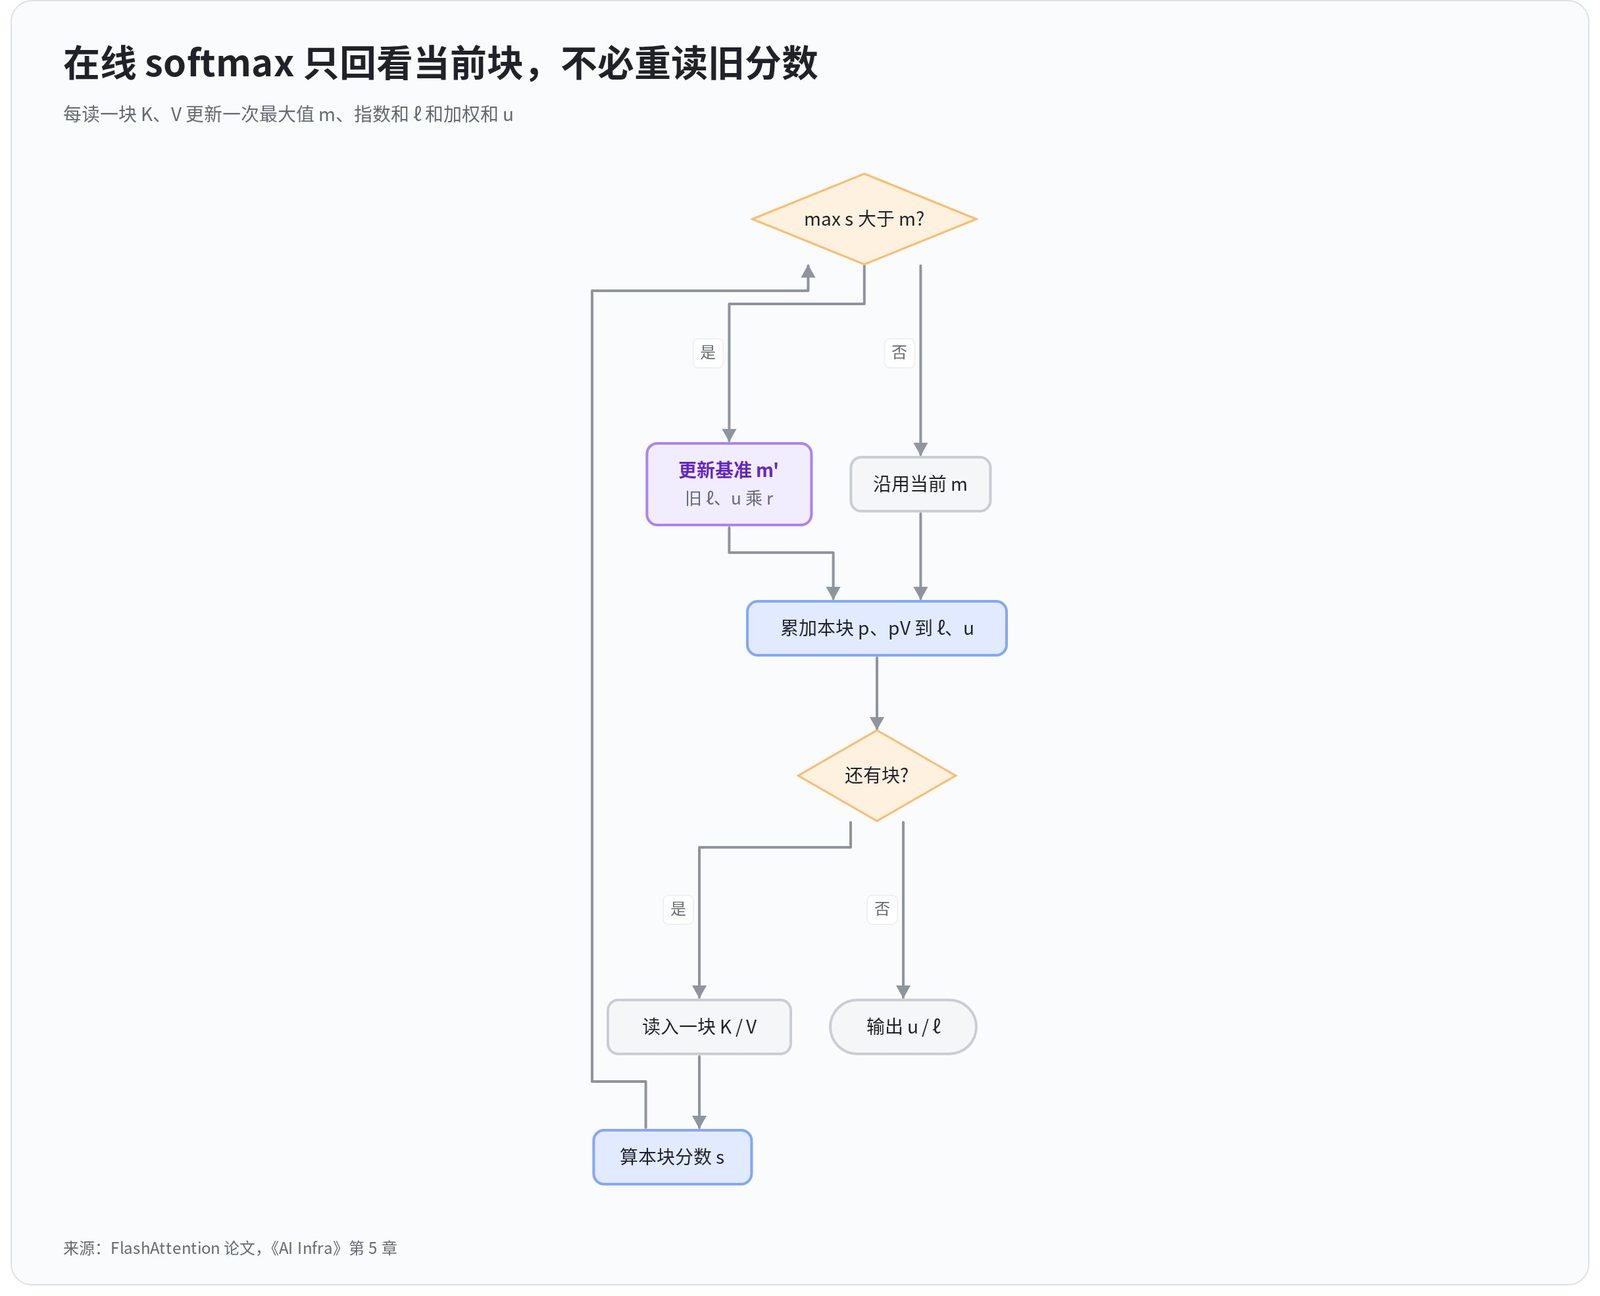 在线 softmax 只回看当前块，不必重读旧分数
每读一块 K、V 更新一次最大值 m、指数和 ℓ 和加权和 u
max s 大于 m?
是
否
更新基准 m'
旧 ℓ、u 乘 r
沿用当前 m
累加本块 p、pV 到 ℓ、u
还有块?
是
否
读入一块 K / V
输出 u / ℓ
算本块分数 s
来源：FlashAttention 论文，《AI Infra》第 5 章